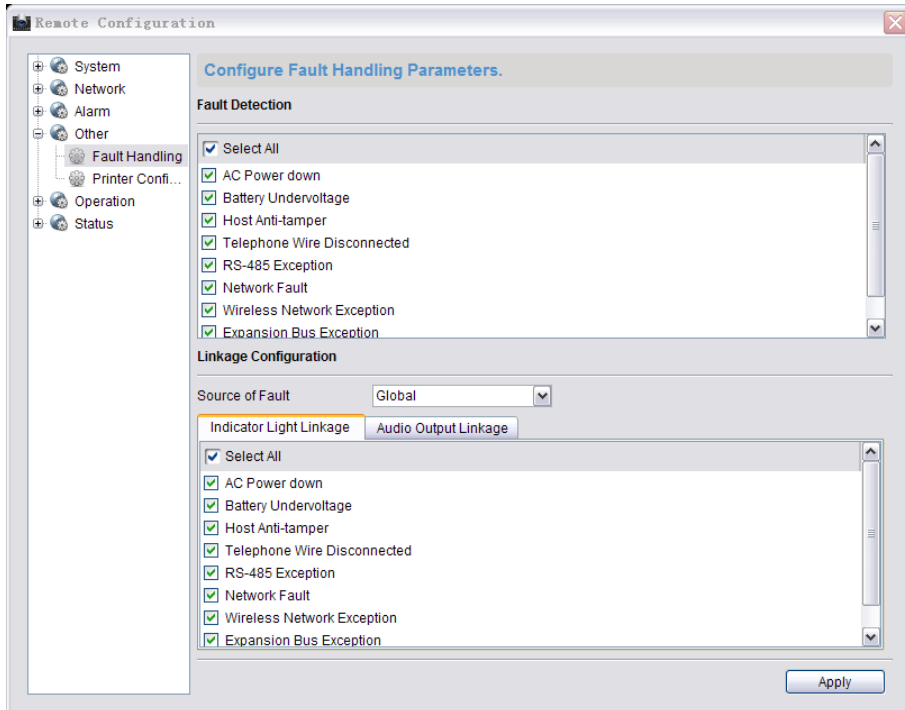 Remote Configuration
System
Network
Alarm
Other
Fault Handling
Printer Confi...
Operation
Status
Configure Fault Handling Parameters.
Fault Detection
Select All
AC Power down
Battery Undervoltage
Host Anti-tamper
Telephone Wire Disconnected
RS-485 Exception
Network Fault
Wireless Network Exception
Expansion Bus Exception
Linkage Configuration
Source of Fault Global
Indicator Light Linkage Audio Output Linkage
Select All
AC Power down
Battery Undervoltage
Host Anti-tamper
Telephone Wire Disconnected
RS-485 Exception
Network Fault
Wireless Network Exception
Expansion Bus Exception
Apply